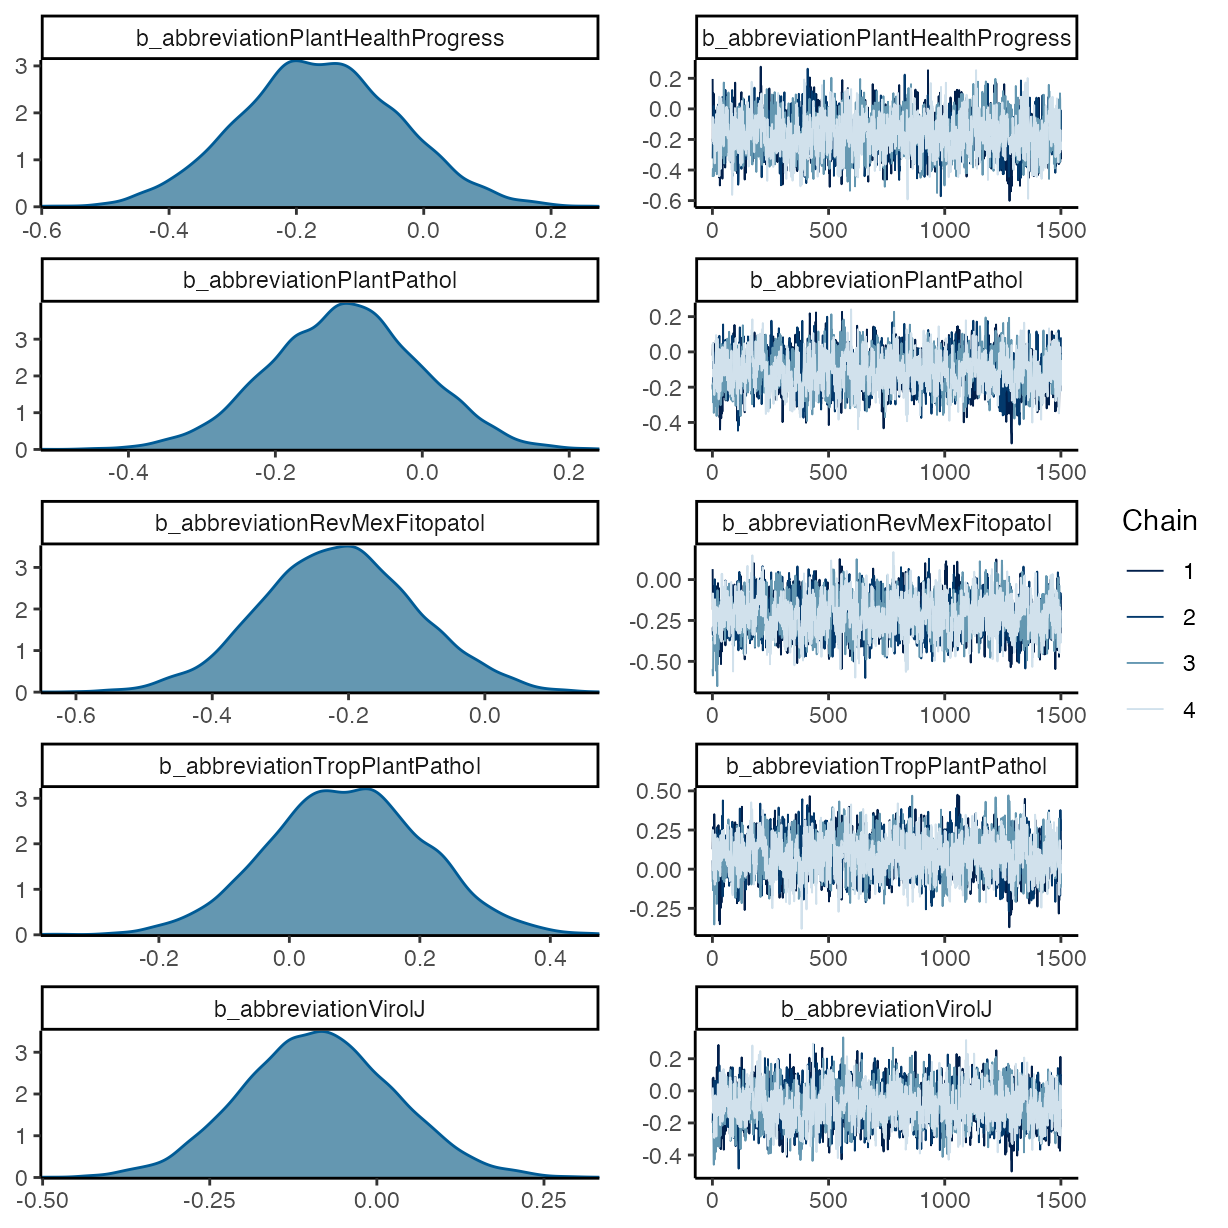 b_abbreviationPlantHealthProgress
3
2
1
0
-0.6 -0.4 -0.2 0.0 0.2
b_abbreviationPlantHealthProgress
0.2
0.0
-0.2
-0.4
-0.6
0 500 1000 1500
b_abbreviationPlantPathol
3
2
1
0
-0.4 -0.2 0.0 0.2
b_abbreviationPlantPathol
0.2
0.0
-0.2
-0.4
0 500 1000 1500
b_abbreviationRevMexFitopatol
3
2
1
0
-0.6 -0.4 -0.2 0.0
b_abbreviationRevMexFitopatol
0.00
-0.25
-0.50
0 500 1000 1500
b_abbreviationTropPlantPathol
3
2
1
0
-0.2 0.0 0.2 0.4
b_abbreviationTropPlantPathol
0.50
0.25
0.00
-0.25
0 500 1000 1500
b_abbreviationVirolJ
3
2
1
0
-0.50 -0.25 0.00 0.25
b_abbreviationVirolJ
0.2
0.0
-0.2
-0.4
0 500 1000 1500
Chain
1
2
3
4